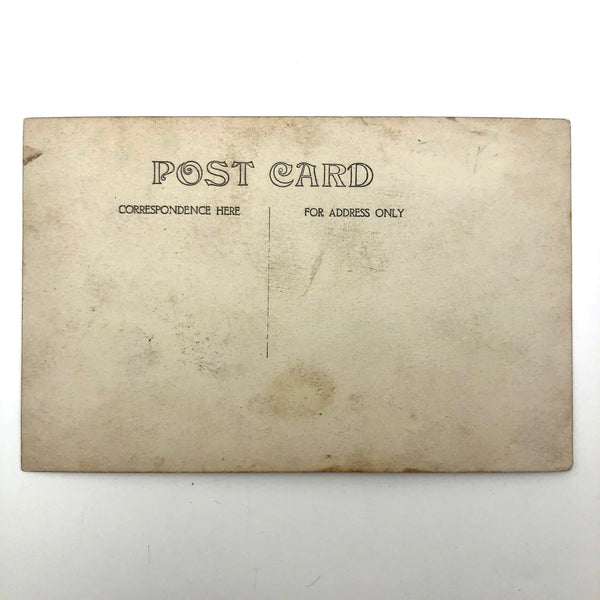 POST CARD
CORRESPONDENCE HERE
FOR ADDRESS ONLY